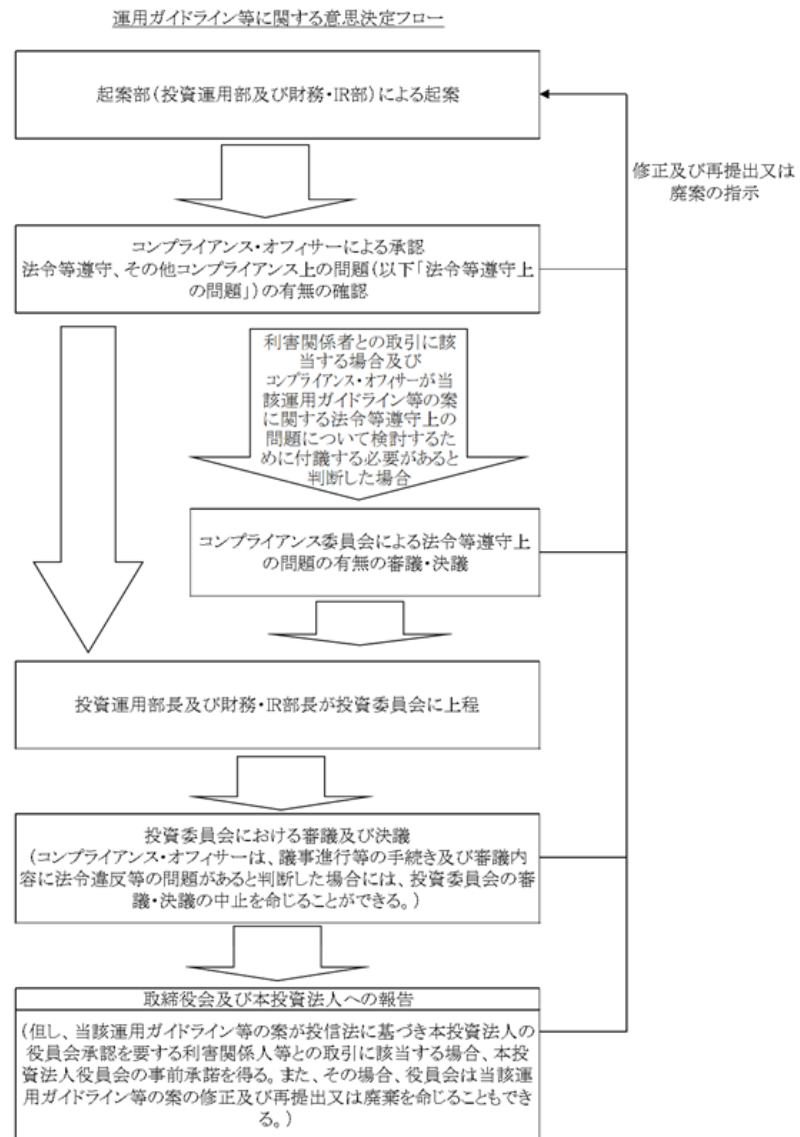 運用ガイドライン等に関する意思決定フロー
起案部(投資運用部及び財務・IR部)による起案
修正及び再提出又は
廃案の指示
コンプライアンス・オフィサーによる承認
法令等遵守、その他コンプライアンス上の問題(以下「法令等遵守上
の問題」)の有無の確認
利害関係者との取引に該
当する場合及び
コンプライアンス・オフィサーが当
該運用ガイドライン等の案
に関する法令等遵守上の
問題について検討するた
めに付議する必要があると
判断した場合
コンプライアンス委員会による法令等遵守上
の問題の有無の審議・決議
投資運用部長及び財務・IR部長が投資委員会に上程
投資委員会における審議及び決議
(コンプライアンス・オフィサーは、議事進行等の手続き及び審議内
容に法令違反等の問題があると判断した場合には、投資委員会の審
議・決議の中止を命じることができる。)
取締役会及び本投資法人への報告
(但し、当該運用ガイドライン等の案が投信法に基づき本投資法人の
役員会承認を要する利害関係人等との取引に該当する場合、本投
資法人役員会の事前承諾を得る。また、その場合、役員会は当該運
用ガイドライン等の案の修正及び再提出又は廃棄を命じることもでき
る。)